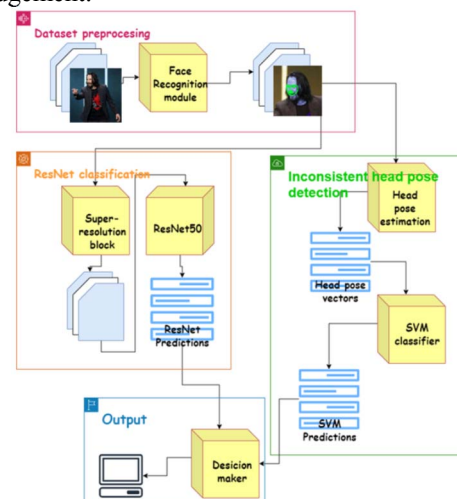 Dataset preprocesing
Face
Recognition
module
ResNet classification
Super-
resolution
block
ResNet50
ResNet
Predictions
Inconsistent head pose
detection
Head
pose
estimation
Head-pose
vectors
SVM
classifier
SVM
Predictions
Output
Desicion
maker